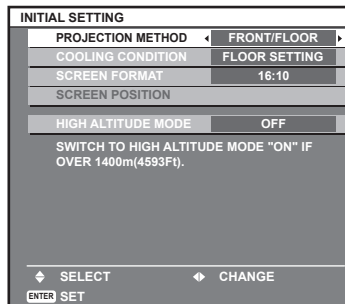 INITIAL SETTING
PROJECTION METHOD FRONT/FLOOR
COOLING CONDITION FLOOR SETTING
SCREEN FORMAT 16:10
SCREEN POSITION
HIGH ALTITUDE MODE OFF
SWITCH TO HIGH ALTITUDE MODE "ON" IF
OVER 1400m(4593Ft).
SELECT CHANGE
ENTER SET